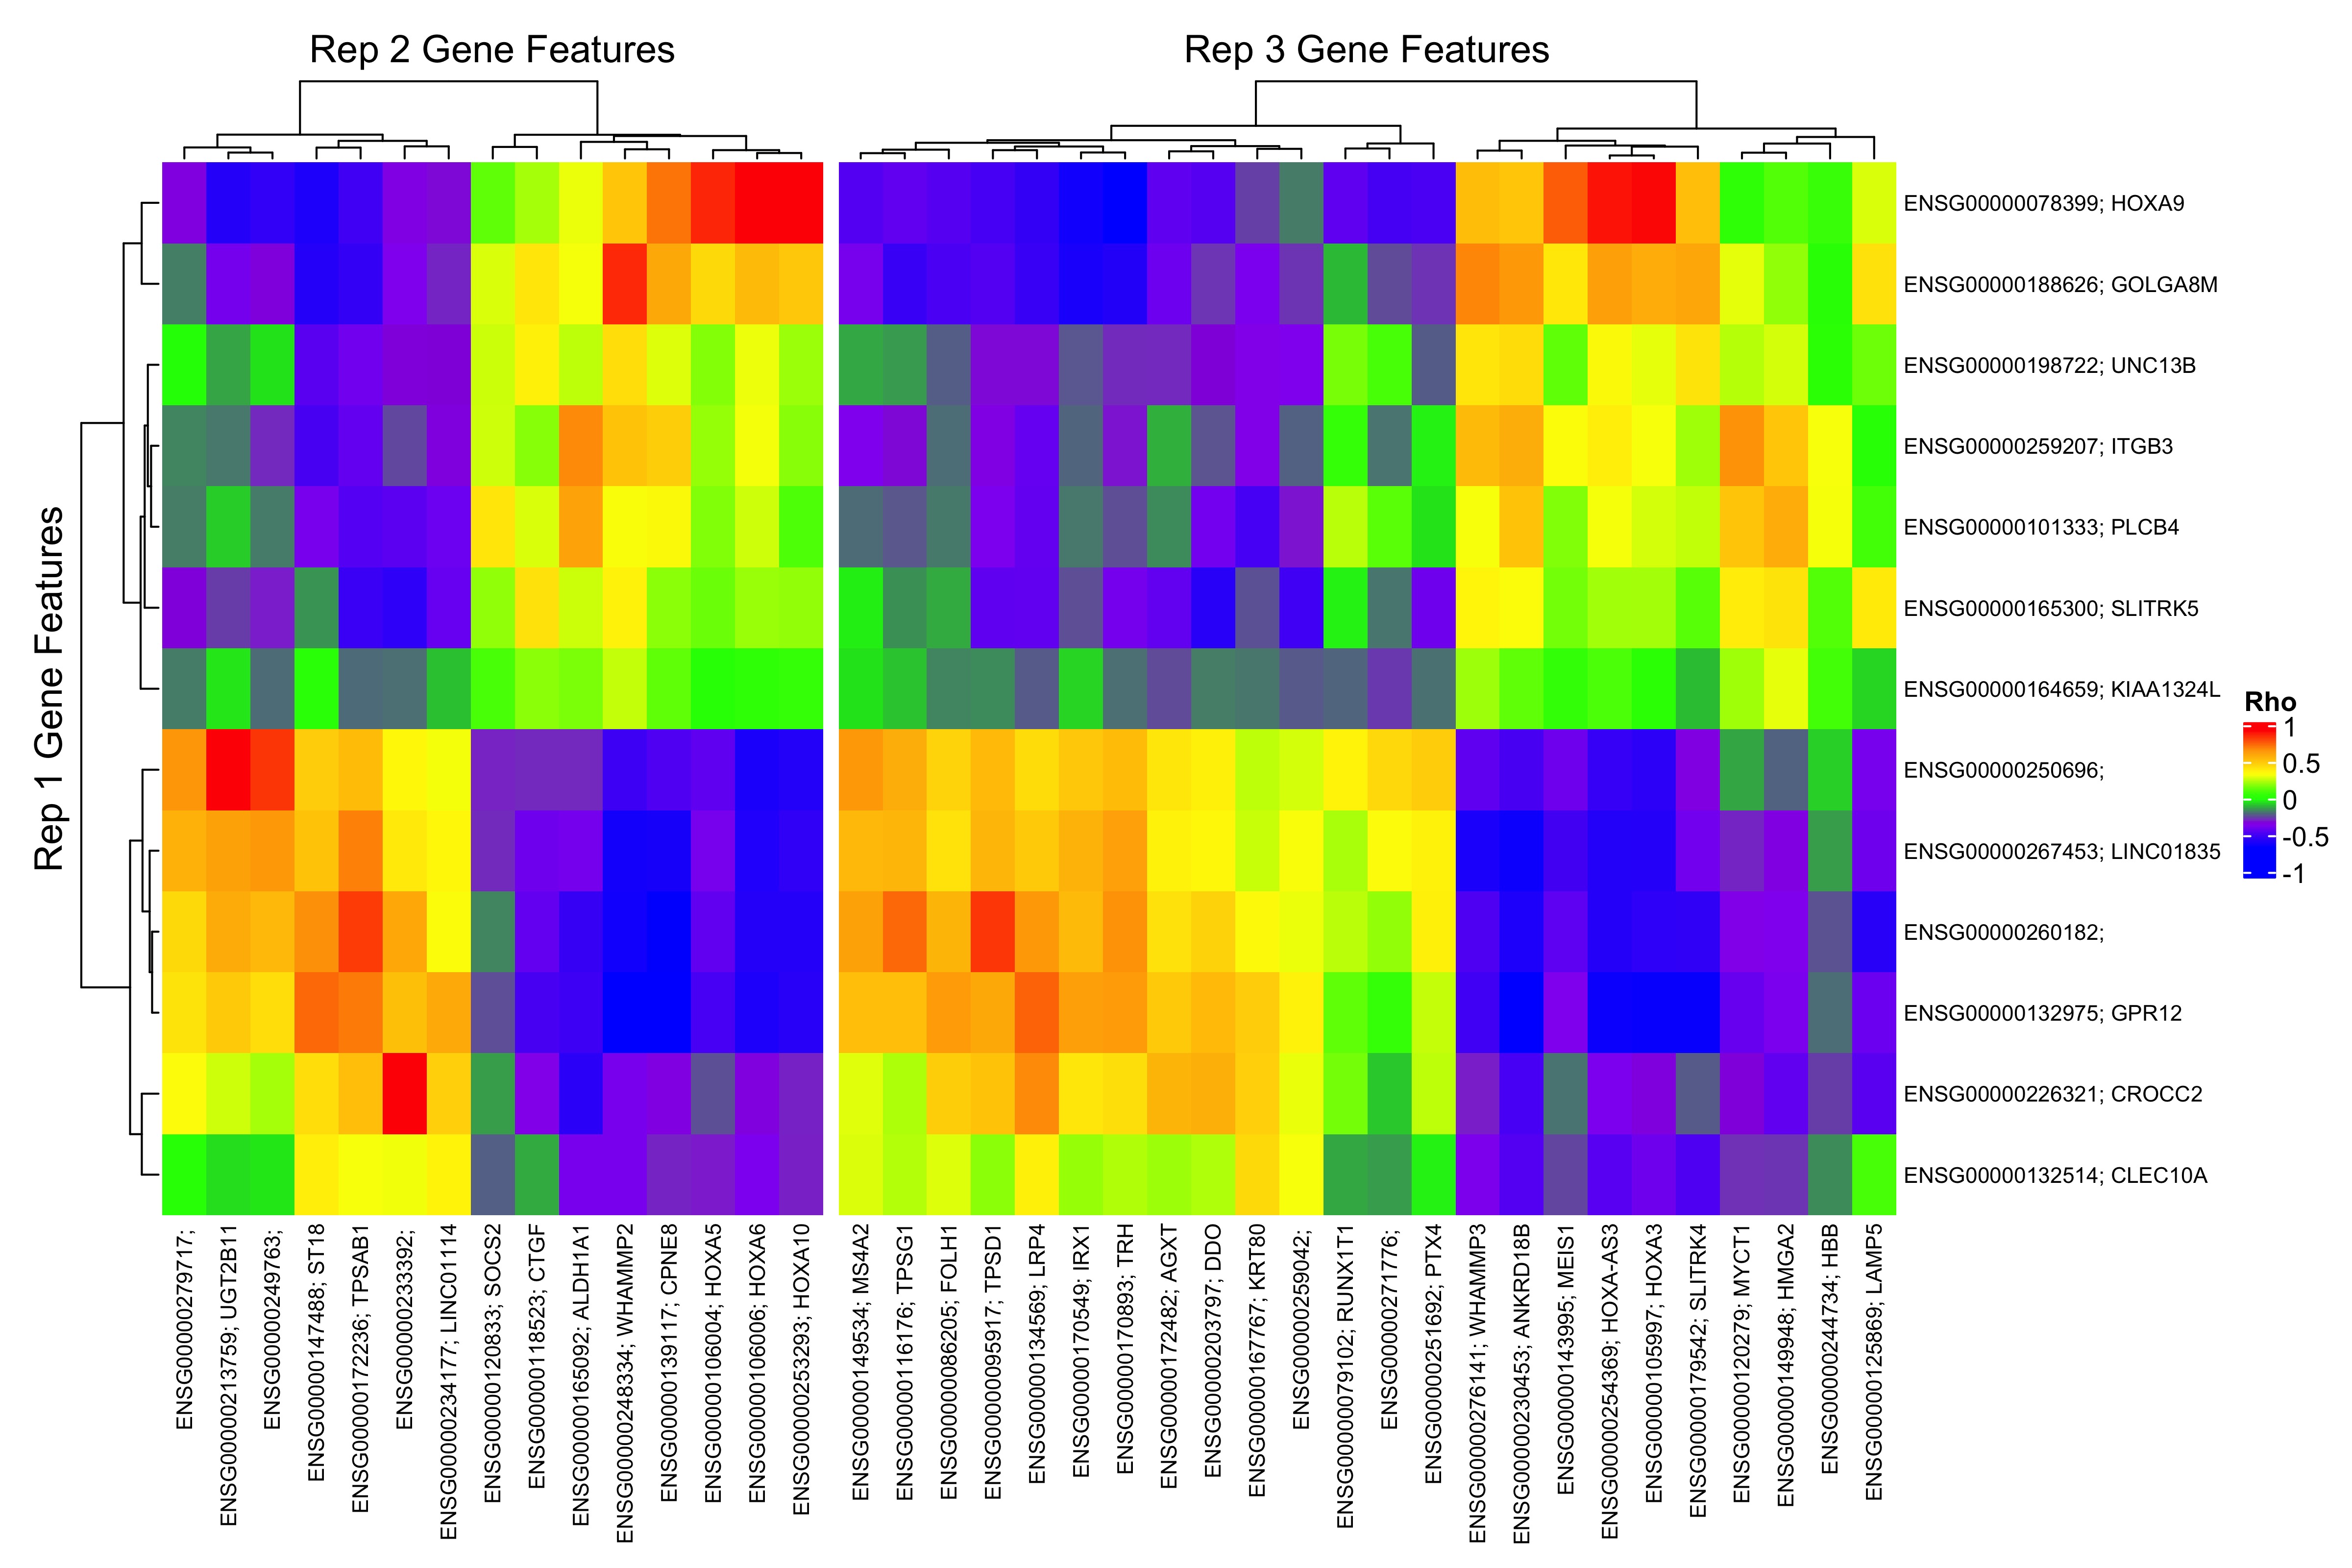 Rep 2 Gene Features
Rep 3 Gene Features
Rep 1 Gene Features
ENSG00000078399; HOXA9
ENSG00000188626; GOLGA8M
ENSG00000198722; UNC13B
ENSG00000259207; ITGB3
ENSG00000101333; PLCB4
ENSG00000165300; SLITRK5
ENSG00000164659; KIAA1324L
ENSG00000250696;
ENSG00000267453; LINC01835
ENSG00000260182;
ENSG00000132975; GPR12
ENSG00000226321; CROCC2
ENSG00000132514; CLEC10A
Rho
1
0.5
0
-0.5
-1
ENSG00000279717;
ENSG00000213759; UGT2B11
ENSG00000249763;
ENSG00000147488; ST18
ENSG00000172236; TPSAB1
ENSG00000233392;
ENSG00000234177; LINC01114
ENSG00000120833; SOCS2
ENSG00000118523; CTGF
ENSG00000165092; ALDH1A1
ENSG00000248334; WHAMMP2
ENSG00000139117; CPNE8
ENSG00000106004; HOXA5
ENSG00000106006; HOXA6
ENSG00000253293; HOXA10
ENSG00000149534; MS4A2
ENSG00000116176; TPSG1
ENSG00000086205; FOLH1
ENSG00000095917; TPSD1
ENSG00000134569; LRP4
ENSG00000170549; IRX1
ENSG00000170893; TRH
ENSG00000172482; AGXT
ENSG00000203797; DDO
ENSG00000167767; KRT80
ENSG00000259042;
ENSG00000079102; RUNX1T1
ENSG00000271776;
ENSG00000251692; PTX4
ENSG00000276141; WHAMMP3
ENSG00000230453; ANKRD18B
ENSG00000143995; MEIS1
ENSG00000254369; HOXA-AS3
ENSG00000105997; HOXA3
ENSG00000179542; SLITRK4
ENSG00000120279; MYCT1
ENSG00000149948; HMGA2
ENSG00000244734; HBB
ENSG00000125869; LAMP5